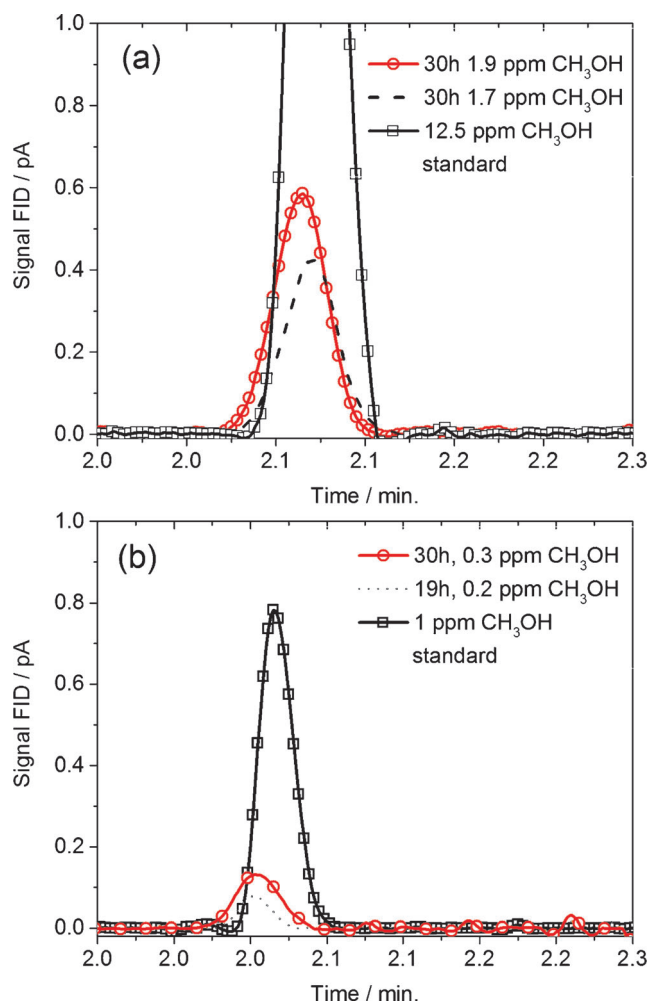 (a)
30h 1.9 ppm CH₃OH
30h 1.7 ppm CH₃OH
12.5 ppm CH₃OH
standard
Signal FID / pA
1.0
0.8
0.6
0.4
0.2
0.0
2.0 2.0 2.1 2.1 2.2 2.2 2.3
Time / min.
(b)
30h, 0.3 ppm CH₃OH
19h, 0.2 ppm CH₃OH
1 ppm CH₃OH
standard
Signal FID / pA
1.0
0.8
0.6
0.4
0.2
0.0
2.0 2.0 2.0 2.1 2.1 2.2 2.2 2.3
Time / min.